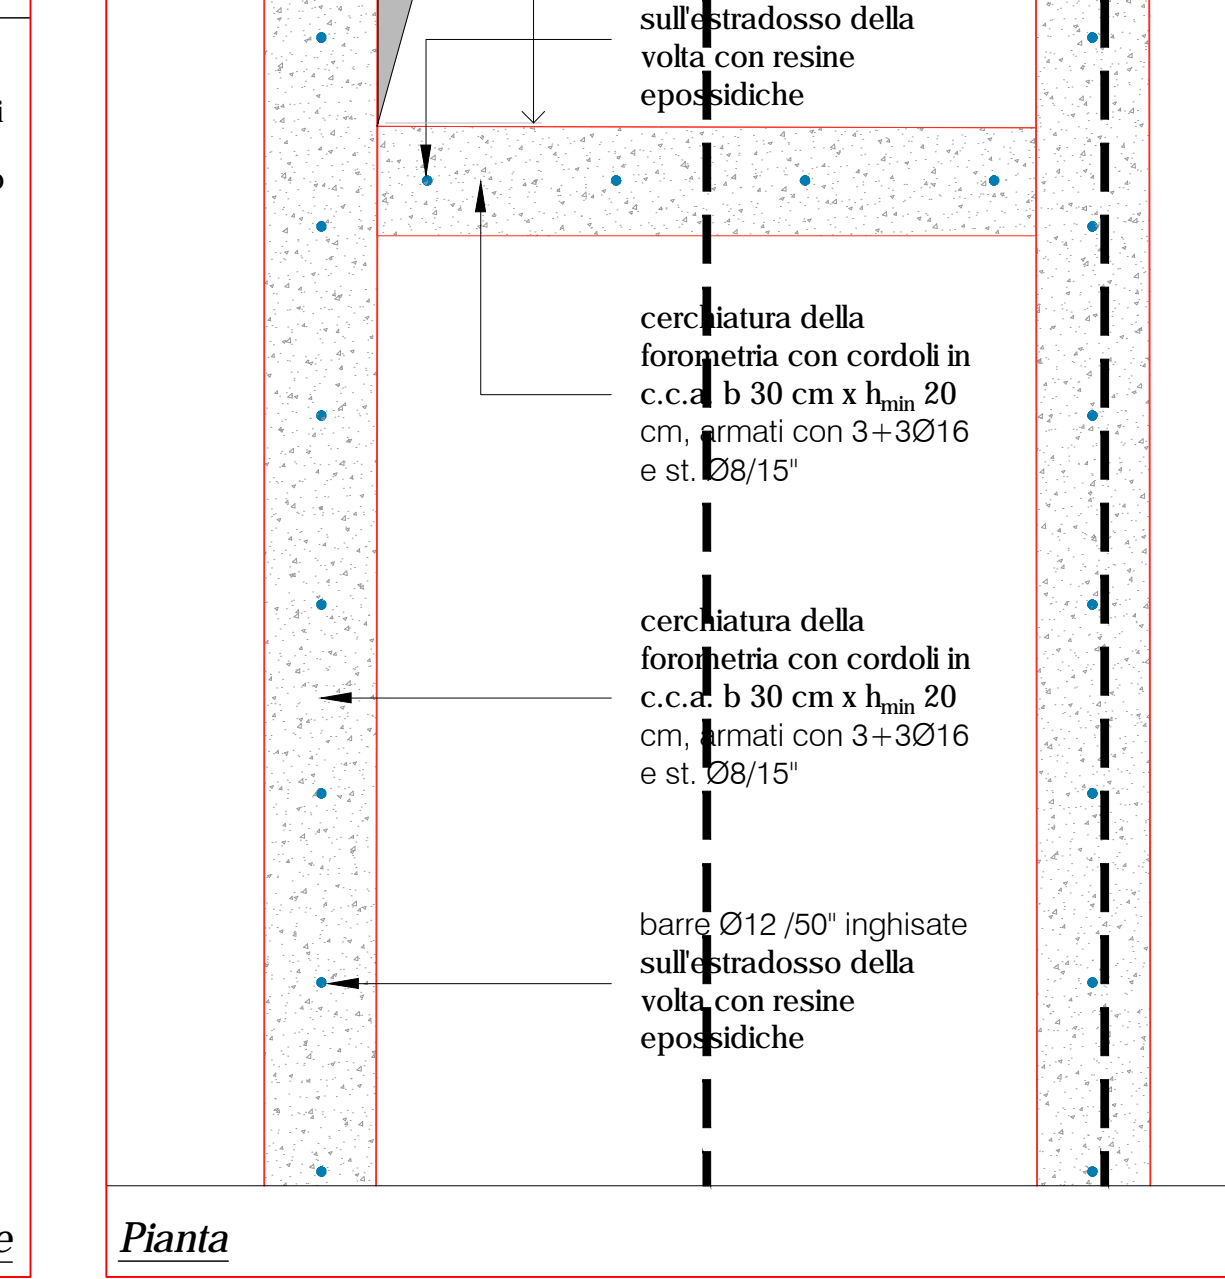 i
o
sull'estradosso della
volta con resine
epossidiche
cerchiatura della
forometria con cordoli in
c.c.a. b 30 cm x hmin 20
cm, armati con 3+3Ø16
e st. Ø8/15"
cerchiatura della
forometria con cordoli in
c.c.a. b 30 cm x hmin 20
cm, armati con 3+3Ø16
e st. Ø8/15"
barre Ø12 /50" inghisate
sull'estradosso della
volta con resine
epossidiche
e
Pianta